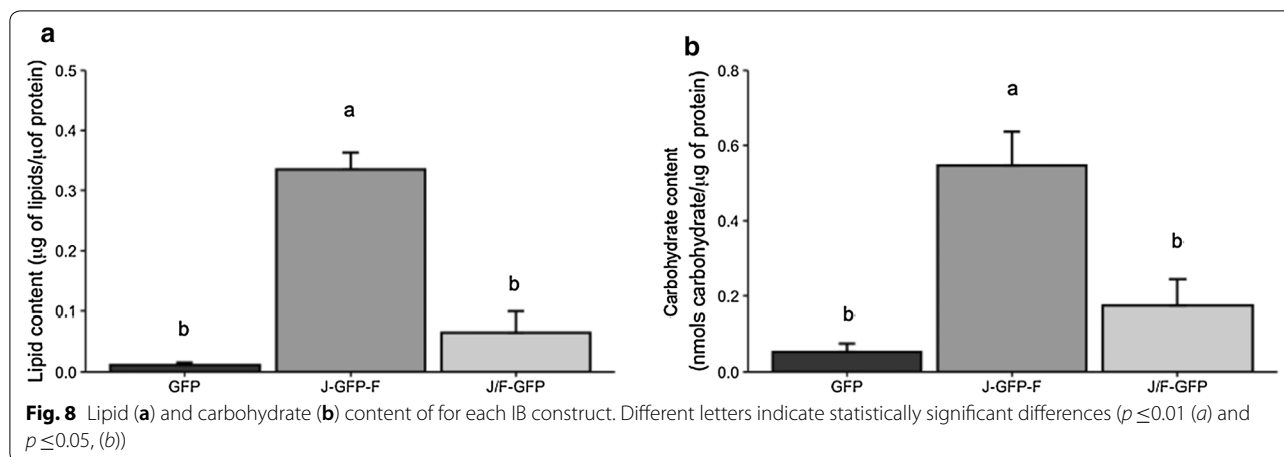 a
Lipid content (μg of lipids/μof protein)
0.5
0.4
0.3
0.2
0.1
0.0
a
b
b
GFP
J-GFP-F
J/F-GFP
b
Carbohydrate content
(nmols carbohydrate/μg of protein)
0.8
0.6
0.4
0.2
0.0
a
b
b
GFP
J-GFP-F
J/F-GFP
Fig. 8 Lipid (a) and carbohydrate (b) content of for each IB construct. Different letters indicate statistically significant differences (p ≤0.01 (a) and
p ≤0.05, (b))